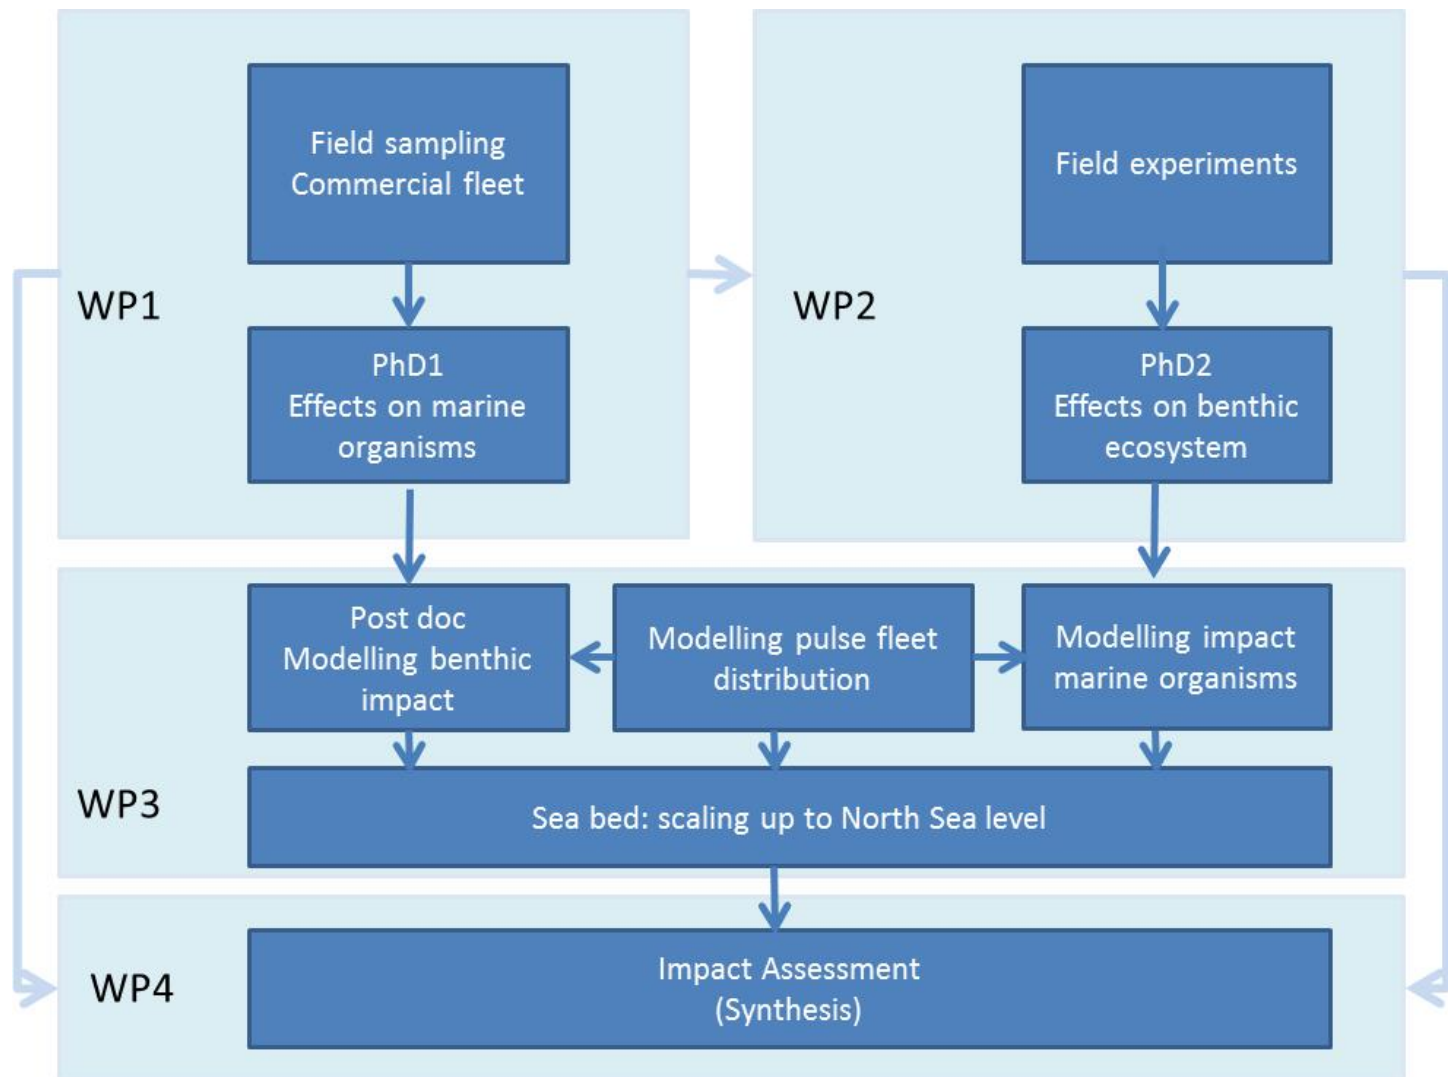 Field sampling
Commercial fleet
Field experiments
WP1
WP2
PhD1
Effects on marine
organisms
PhD2
Effects on benthic
ecosystem
Post doc
Modelling benthic
impact
Modelling pulse fleet
distribution
Modelling impact
marine organisms
WP3
Sea bed: scaling up to North Sea level
WP4
Impact Assessment
(Synthesis)